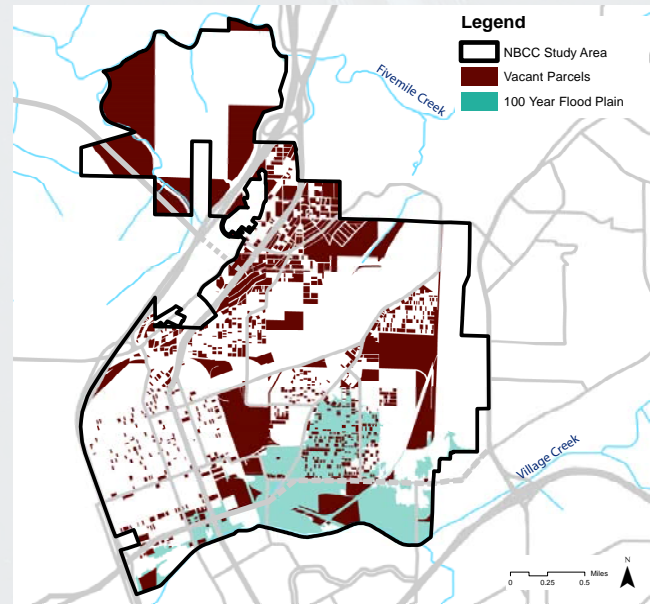 Legend
NBCC Study Area
Vacant Parcels
100 Year Flood Plain
Fivemile Creek
Village Creek
N
Miles
0 0.25 0.5